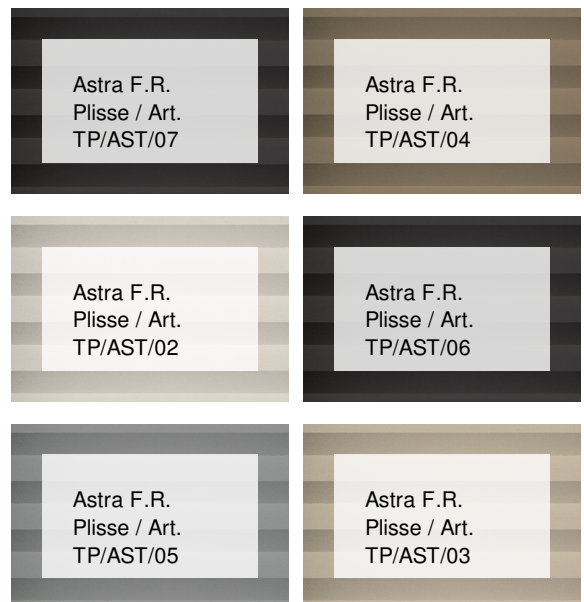 Astra F.R.
Plisse / Art.
TP/AST/07
Astra F.R.
Plisse / Art.
TP/AST/04
Astra F.R.
Plisse / Art.
TP/AST/02
Astra F.R.
Plisse / Art.
TP/AST/06
Astra F.R.
Plisse / Art.
TP/AST/05
Astra F.R.
Plisse / Art.
TP/AST/03